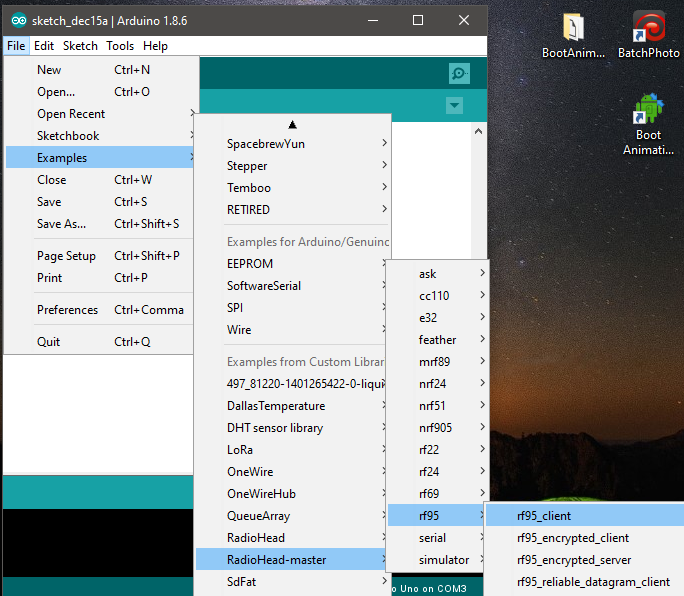 sketch_dec15a | Arduino 1.8.6
File Edit Sketch Tools Help
New Ctrl+N
Open... Ctrl+O
Open Recent
Sketchbook
Examples
Close Ctrl+W
Save Ctrl+S
Save As... Ctrl+Shift+S
Page Setup Ctrl+Shift+P
Print Ctrl+P
Preferences Ctrl+Comma
Quit Ctrl+Q
SpacebrewYun
Stepper
Temboo
RETIRED
Examples for Arduino/Genuino
EEPROM
SoftwareSerial
SPI
Wire
Examples from Custom Librar
497_81220-1401265422-0-liqui
DallasTemperature
DHT sensor library
LoRa
OneWire
OneWireHub
QueueArray
RadioHead
RadioHead-master
SdFat
ask
cc110
e32
feather
mrf89
nrf24
nrf51
nrf905
rf22
rf24
rf69
rf95
serial
simulator
rf95_client
rf95_encrypted_client
rf95_encrypted_server
rf95_reliable_datagram_client
o Uno on COM3
BootAnim...
BatchPhoto
Boot
Animati...